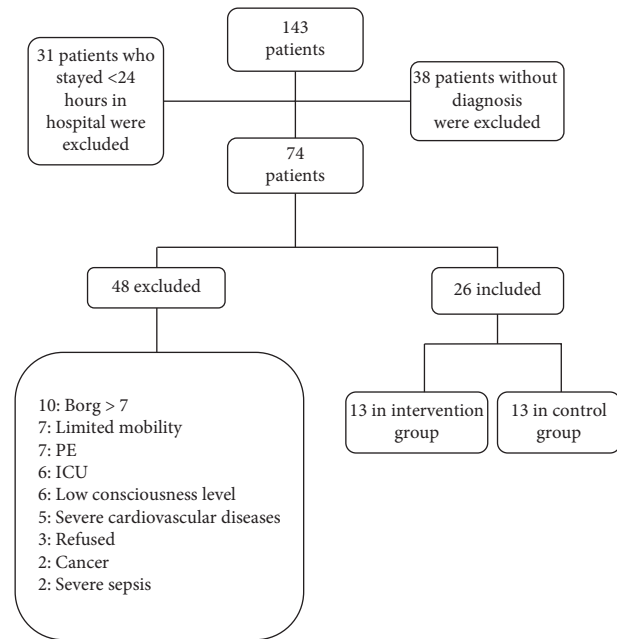 143
patients
31 patients who
stayed <24
hours in
hospital were
excluded
38 patients without
diagnosis
were excluded
74
patients
48 excluded
26 included
10: Borg > 7
7: Limited mobility
7: PE
6: ICU
6: Low consciousness level
5: Severe cardiovascular diseases
3: Refused
2: Cancer
2: Severe sepsis
13 in intervention
group
13 in control
group